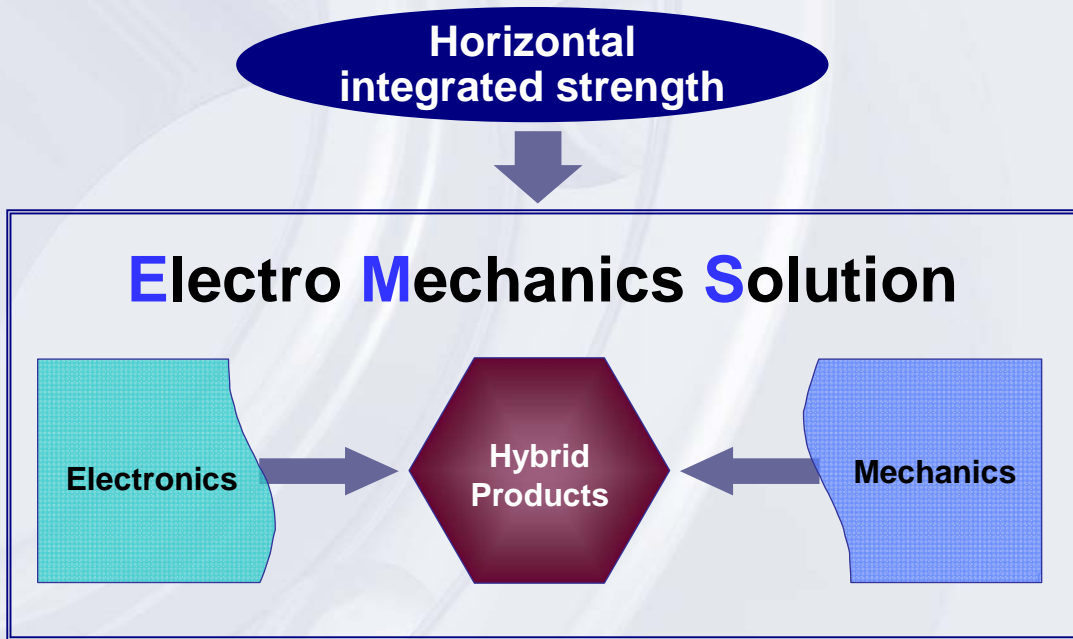 Horizontal
integrated strength
Electro Mechanics Solution
Electronics
Hybrid
Products
Mechanics